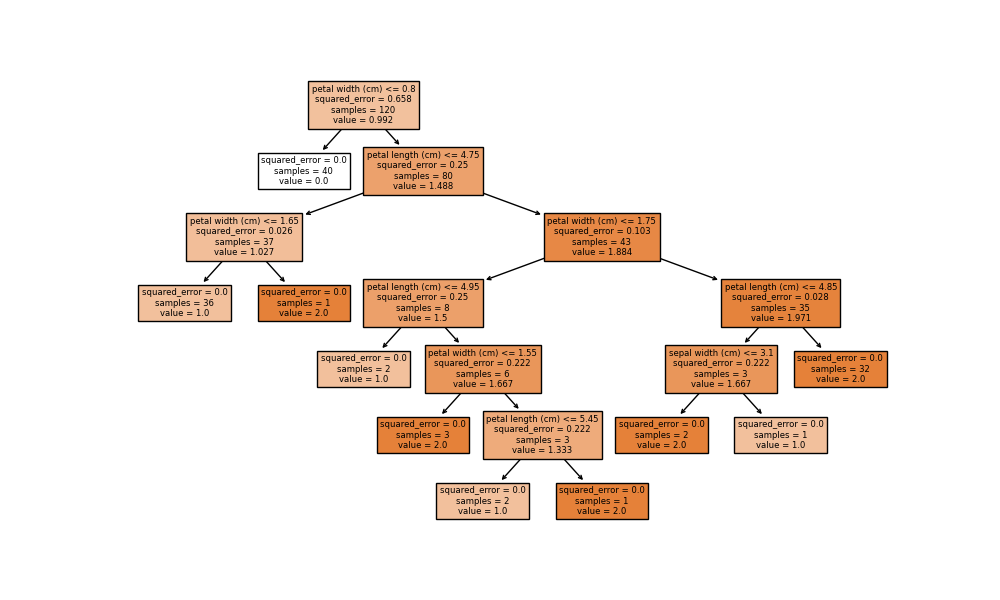 petal width (cm) <= 0.8
squared_error = 0.658
samples = 120
value = 0.992
squared_error = 0.0
samples = 40
value = 0.0
petal length (cm) <= 4.75
squared_error = 0.25
samples = 80
value = 1.488
petal width (cm) <= 1.65
squared_error = 0.026
samples = 37
value = 1.027
petal width (cm) <= 1.75
squared_error = 0.103
samples = 43
value = 1.884
squared_error = 0.0
samples = 36
value = 1.0
squared_error = 0.0
samples = 1
value = 2.0
petal length (cm) <= 4.95
squared_error = 0.25
samples = 8
value = 1.5
petal length (cm) <= 4.85
squared_error = 0.028
samples = 35
value = 1.971
squared_error = 0.0
samples = 2
value = 1.0
petal width (cm) <= 1.55
squared_error = 0.222
samples = 6
value = 1.667
sepal width (cm) <= 3.1
squared_error = 0.222
samples = 3
value = 1.667
squared_error = 0.0
samples = 32
value = 2.0
squared_error = 0.0
samples = 3
value = 2.0
petal length (cm) <= 5.45
squared_error = 0.222
samples = 3
value = 1.333
squared_error = 0.0
samples = 2
value = 2.0
squared_error = 0.0
samples = 1
value = 1.0
squared_error = 0.0
samples = 2
value = 1.0
squared_error = 0.0
samples = 1
value = 2.0